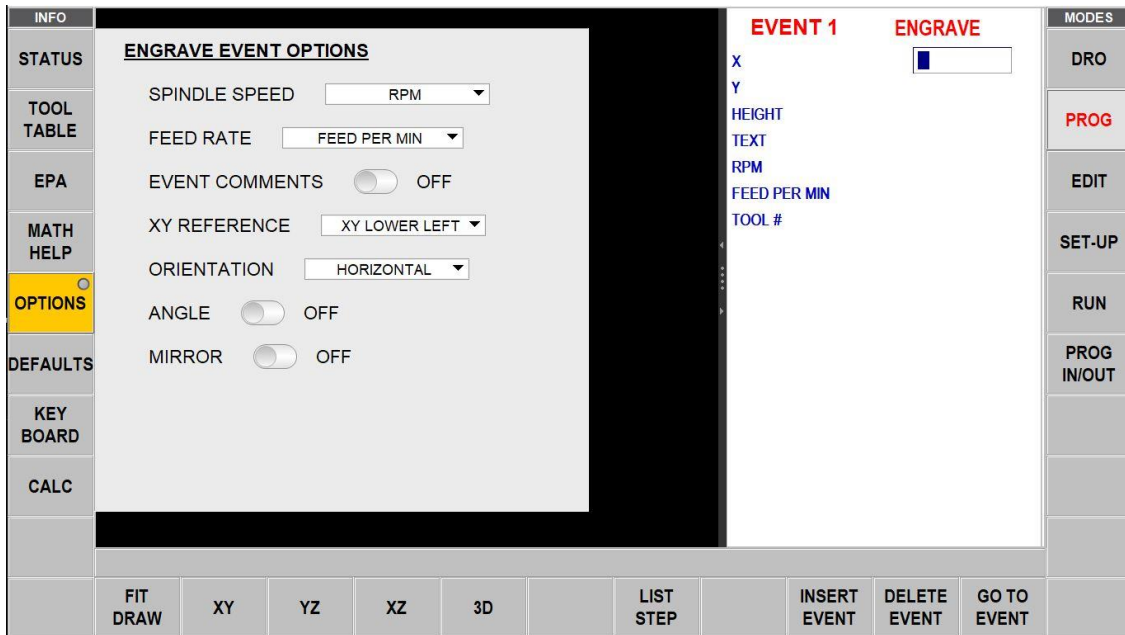 INFO
STATUS
TOOL
TABLE
EPA
MATH
HELP
OPTIONS
DEFAULTS
KEY
BOARD
CALC
ENGRAVE EVENT OPTIONS
SPINDLE SPEED RPM
FEED RATE FEED PER MIN
EVENT COMMENTS OFF
XY REFERENCE XY LOWER LEFT
ORIENTATION HORIZONTAL
ANGLE OFF
MIRROR OFF
EVENT 1 ENGRAVE
X
Y
HEIGHT
TEXT
RPM
FEED PER MIN
TOOL #
MODES
DRO
PROG
EDIT
SET-UP
RUN
PROG
IN/OUT
FIT
DRAW
XY
YZ
XZ
3D
LIST
STEP
INSERT
EVENT
DELETE
EVENT
GO TO
EVENT